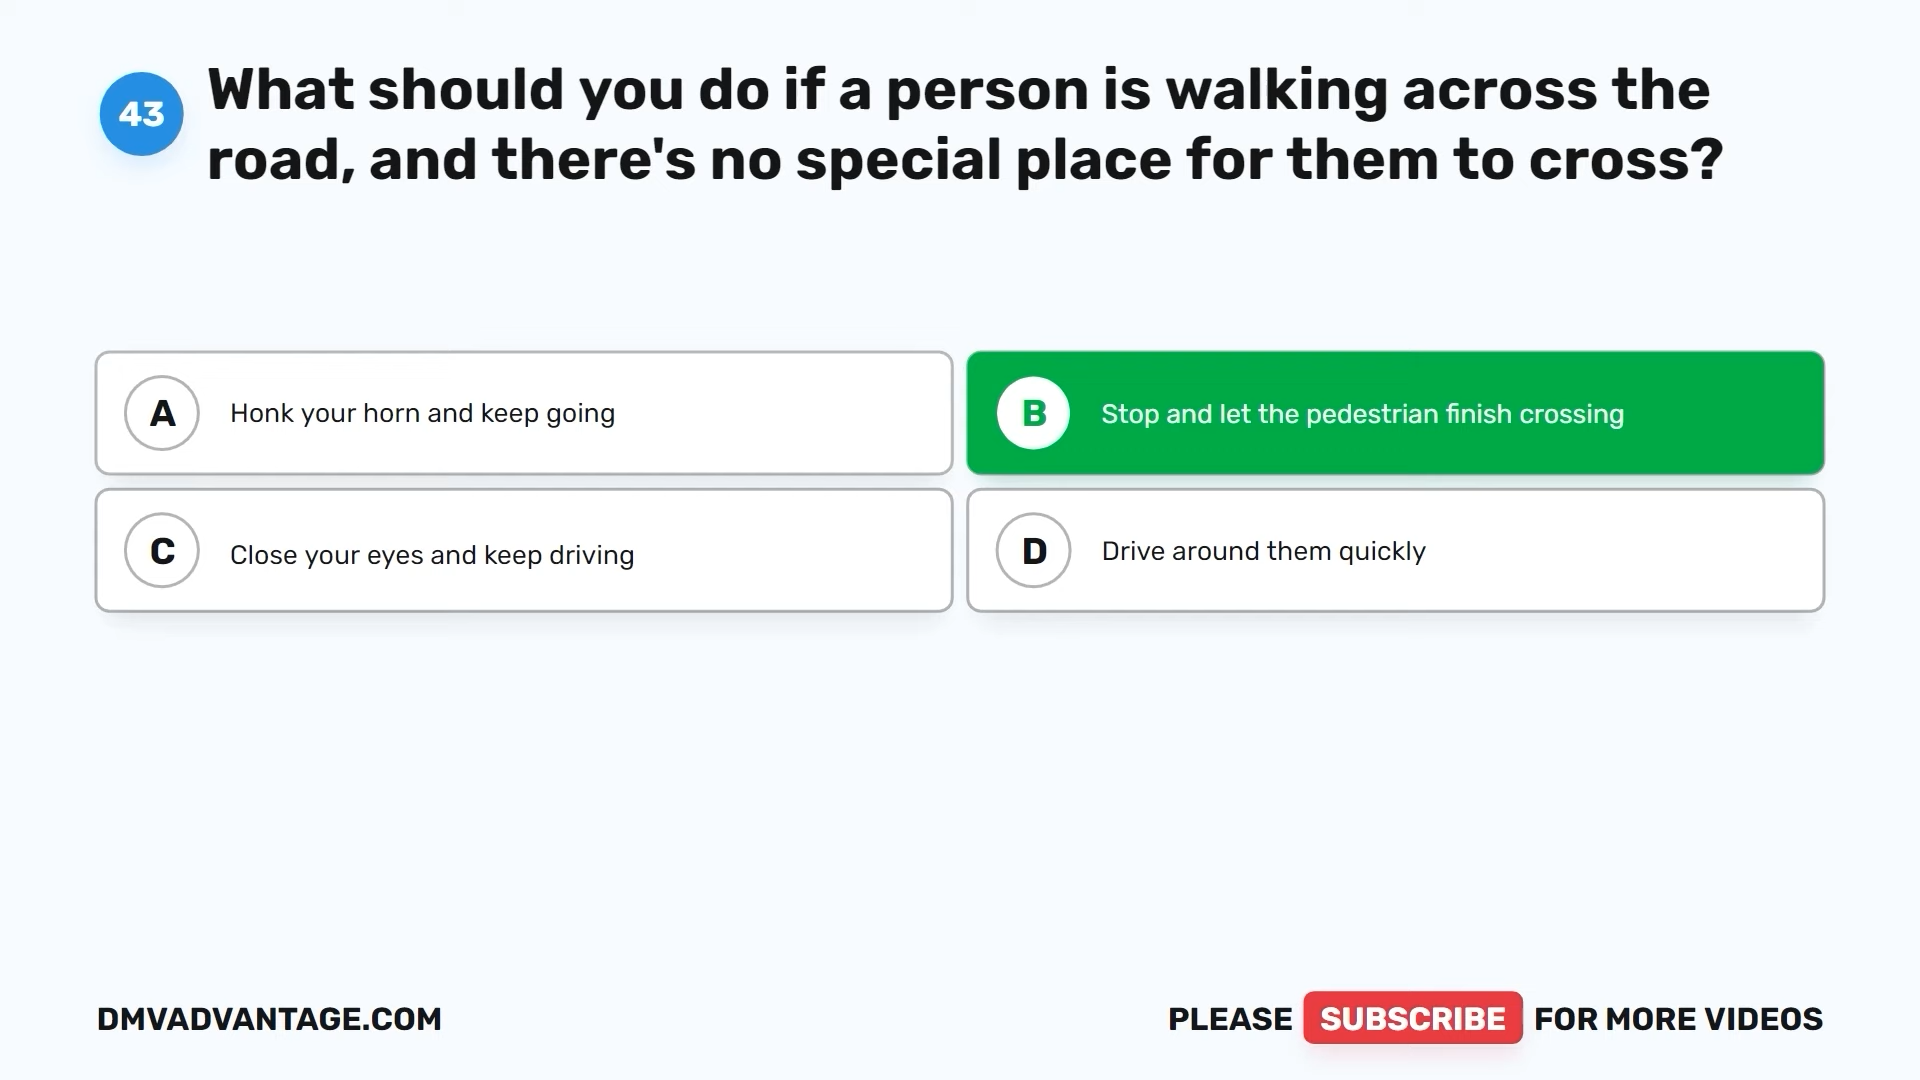 43
What should you do if a person is walking across the
road, and there's no special place for them to cross?
A Honk your horn and keep going
B Stop and let the pedestrian finish crossing
C Close your eyes and keep driving
D Drive around them quickly
DMVADVANTAGE.COM
PLEASE SUBSCRIBE FOR MORE VIDEOS